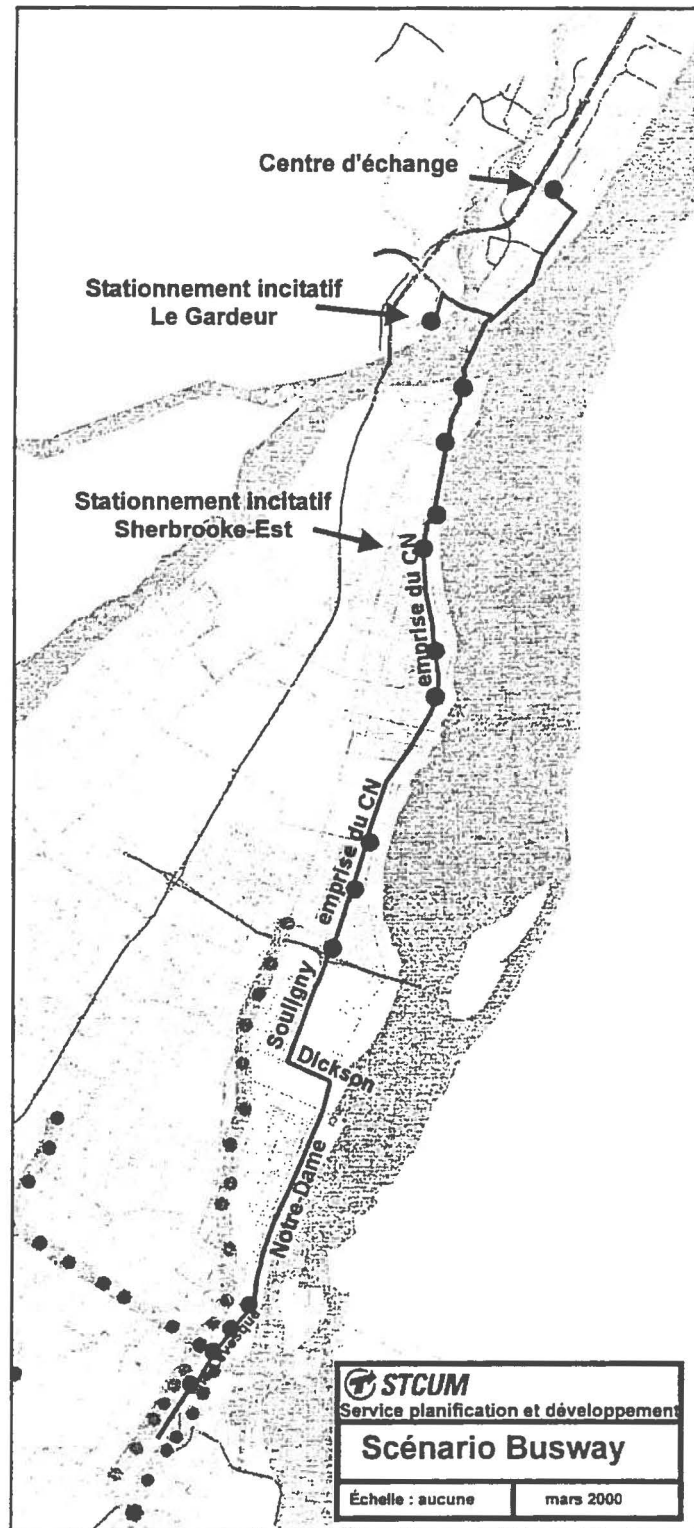 Centre d'échange
Stationnement incitatif
Le Gardeur
Stationnement incitatif
Sherbrooke-Est
emprise du CN
emprise du CN
Souligny
Dickson
Notre-Dame
STCUM
Service planification et développement
Scénario Busway
Échelle : aucune
mars 2000